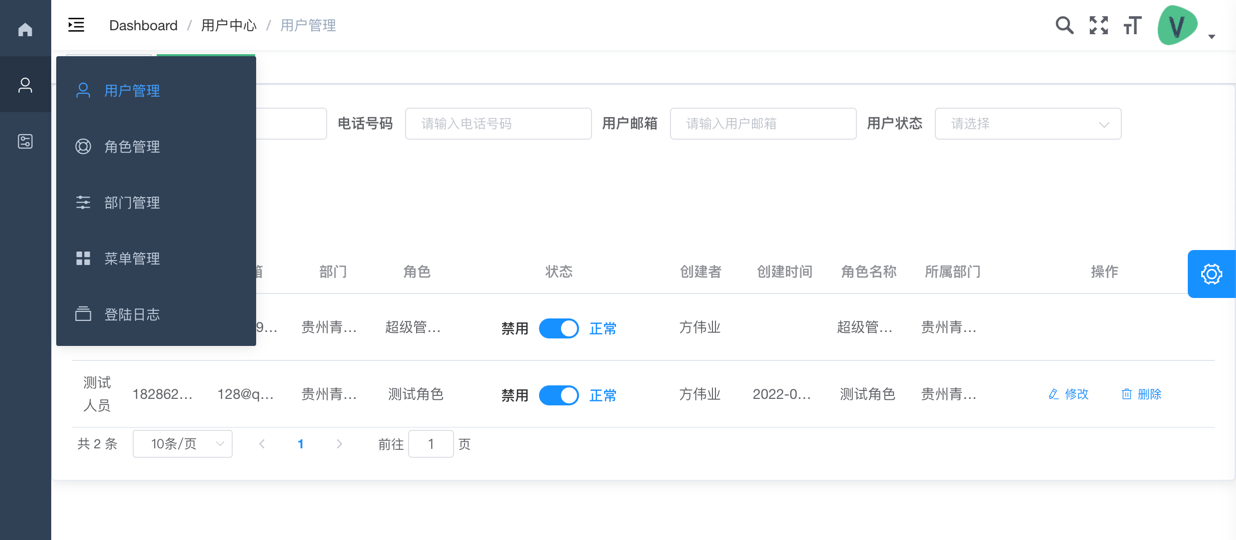 Dashboard / 用户中心 / 用户管理
V
用户管理
角色管理
部门管理
菜单管理
登陆日志
电话号码 请输入电话号码 用户邮箱 请输入用户邮箱 用户状态 请选择
部门 角色 状态 创建者 创建时间 角色名称 所属部门 操作
9... 贵州青... 超级管... 禁用 正常 方伟业 超级管... 贵州青...
测试
人员 182862... 128@q... 贵州青... 测试角色 禁用 正常 方伟业 2022-0... 测试角色 贵州青... 修改 删除
共 2 条 10条/页 1 前往 1 页